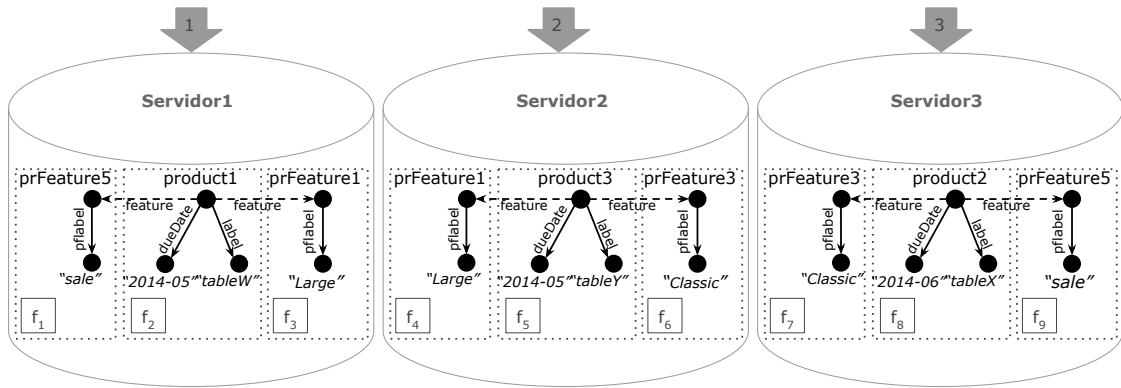 1 2 3
Servidor1 Servidor2 Servidor3
prFeature5 product1 prFeature1 prFeature1 product3 prFeature3 prFeature3 product2 prFeature5
feature feature feature feature feature feature
pflabel dueDate label pflabel pflabel dueDate label pflabel pflabel dueDate label pflabel
“sale” “2014-05” “tableW” “Large” “Large” “2014-05” “tableY” “Classic” “Classic” “2014-06” “tableX” “sale”
f1 f2 f3 f4 f5 f6 f7 f8 f9